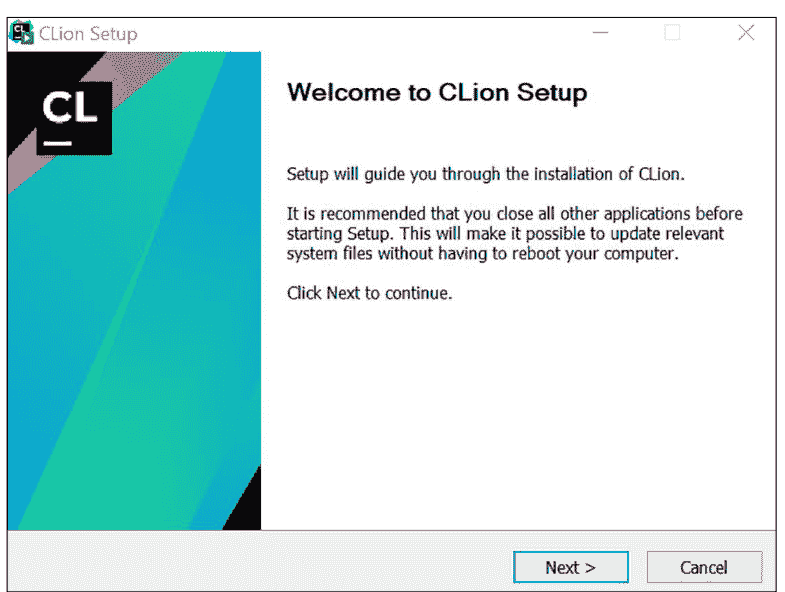 CLion Setup
CL
Welcome to CLion Setup
Setup will guide you through the installation of CLion.
It is recommended that you close all other applications before
starting Setup. This will make it possible to update relevant
system files without having to reboot your computer.
Click Next to continue.
Next >
Cancel